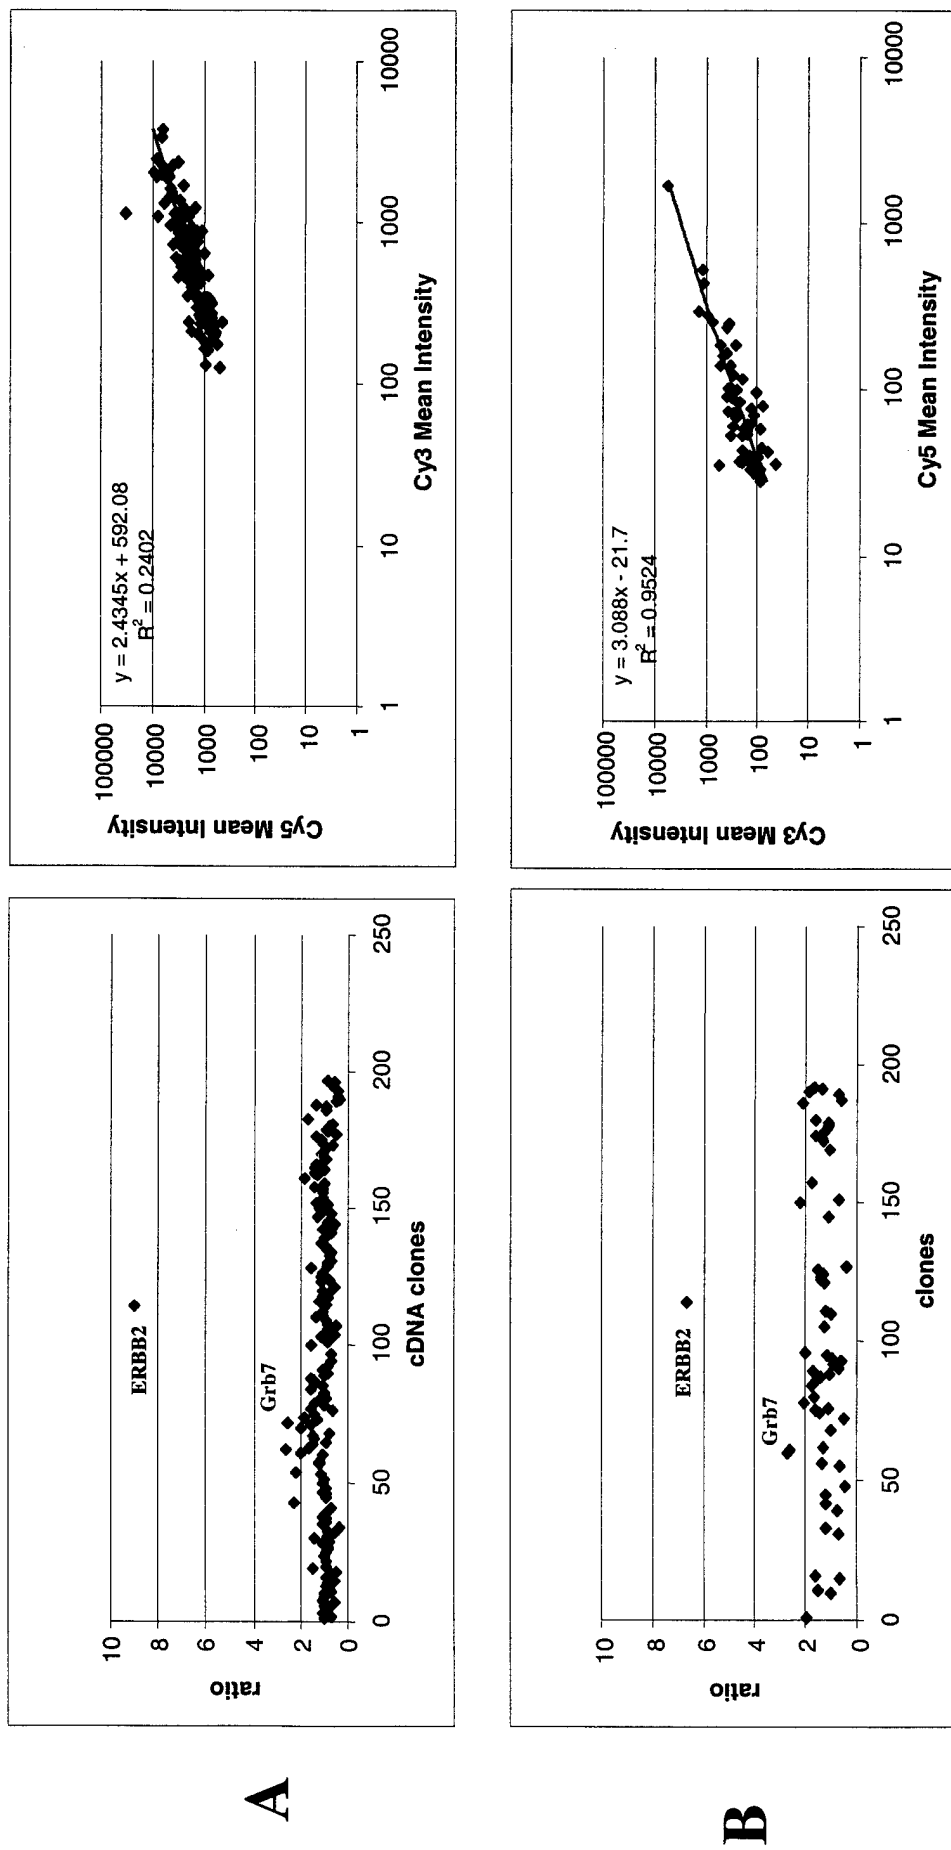 A
ratio
10
8
6
4
2
0
ERBB2
Grb7
0 50 100 150 200 250
cDNA clones
Cy5 Mean Intensity
100000
10000
1000
100
10
1
y = 2.4345x + 592.08
R² = 0.2402
1 10 100 1000 10000
Cy3 Mean Intensity
B
ratio
10
8
6
4
2
0
ERBB2
Grb7
0 50 100 150 200 250
clones
Cy3 Mean Intensity
100000
10000
1000
100
10
1
y = 3.088x - 21.7
R² = 0.9524
1 10 100 1000 10000
Cy5 Mean Intensity